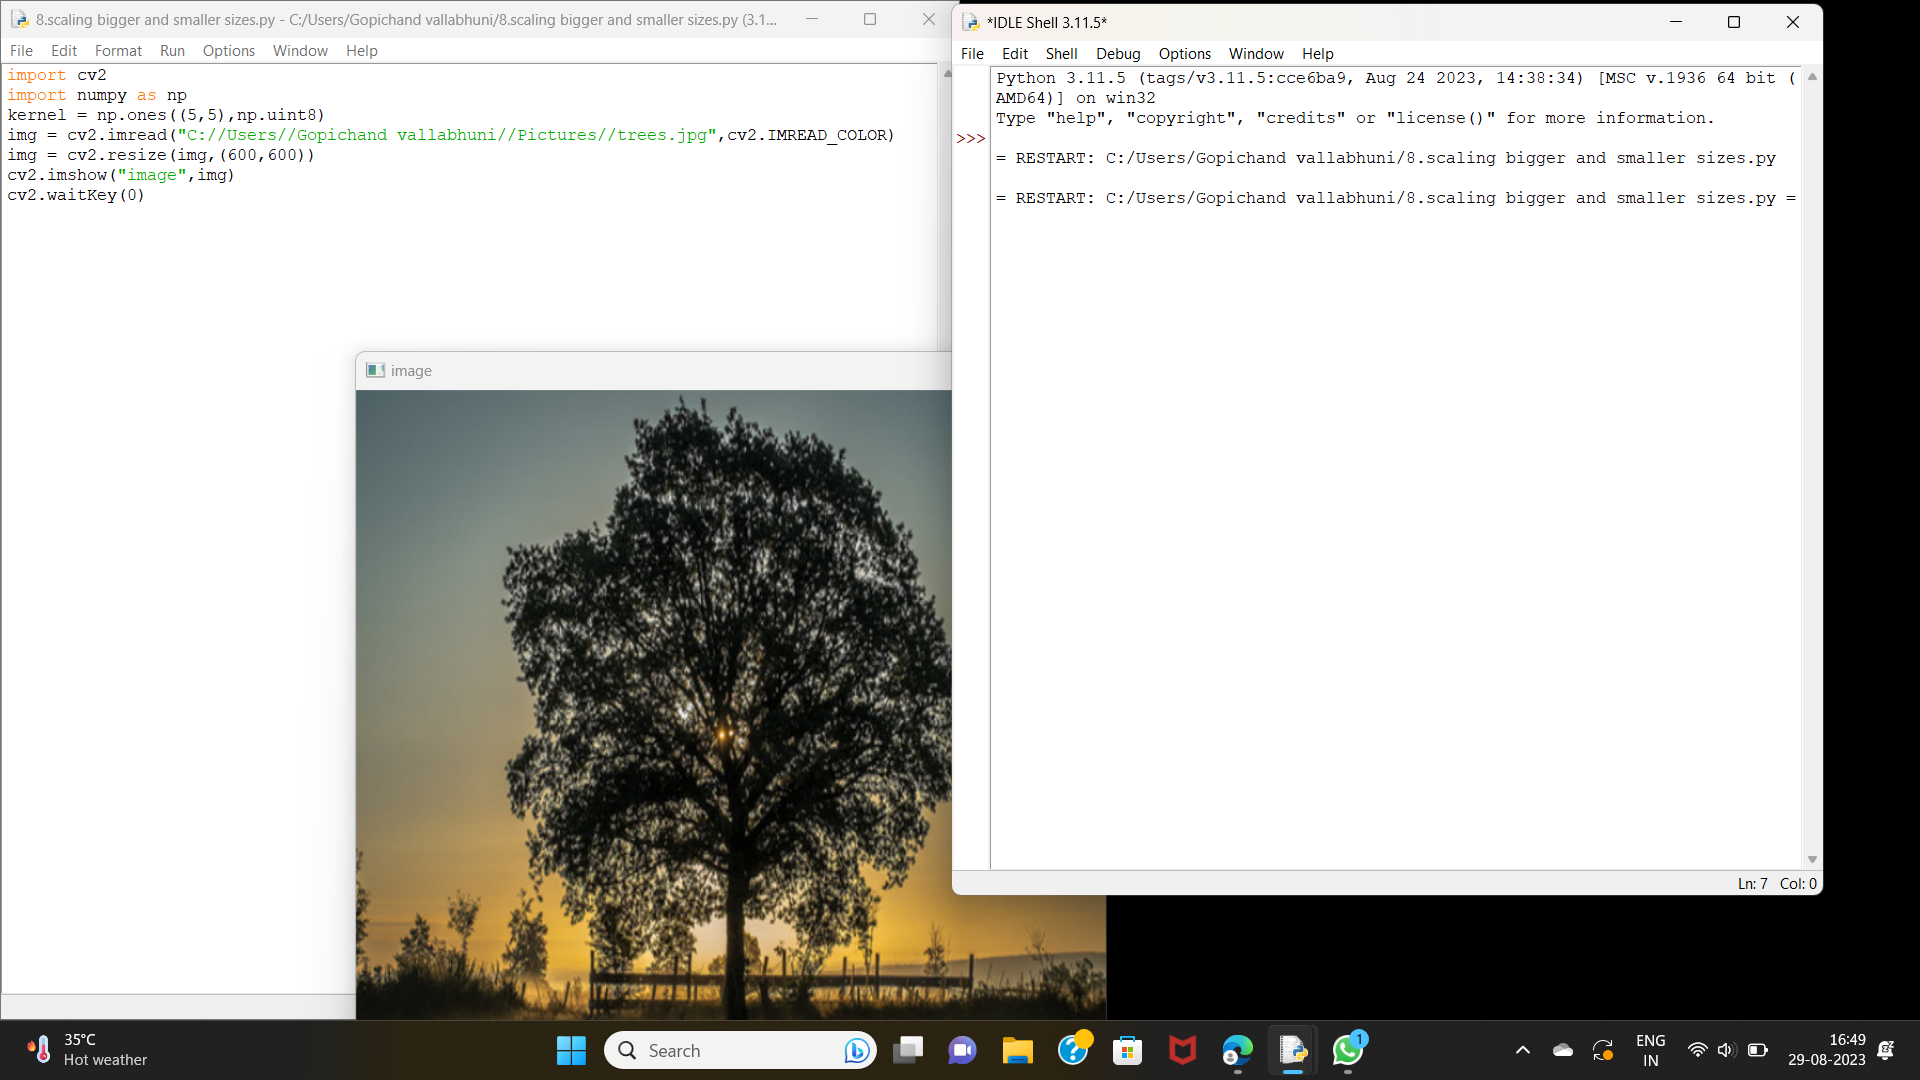 8.scaling bigger and smaller sizes.py - C:/Users/Gopichand vallabhuni/8.scaling bigger and smaller sizes.py (3.1...
File Edit Format Run Options Window Help
import cv2
import numpy as np
kernel = np.ones((5,5),np.uint8)
img = cv2.imread("C://Users//Gopichand vallabhuni//Pictures//trees.jpg",cv2.IMREAD_COLOR)
img = cv2.resize(img,(600,600))
cv2.imshow("image",img)
cv2.waitKey(0)
image
*IDLE Shell 3.11.5*
File Edit Shell Debug Options Window Help
Python 3.11.5 (tags/v3.11.5:cce6ba9, Aug 24 2023, 14:38:34) [MSC v.1936 64 bit (
AMD64)] on win32
Type "help", "copyright", "credits" or "license()" for more information.
>>>
= RESTART: C:/Users/Gopichand vallabhuni/8.scaling bigger and smaller sizes.py
= RESTART: C:/Users/Gopichand vallabhuni/8.scaling bigger and smaller sizes.py =
Ln: 7 Col: 0
35°C
Hot weather
Search
1
ENG
IN
16:49
29-08-2023